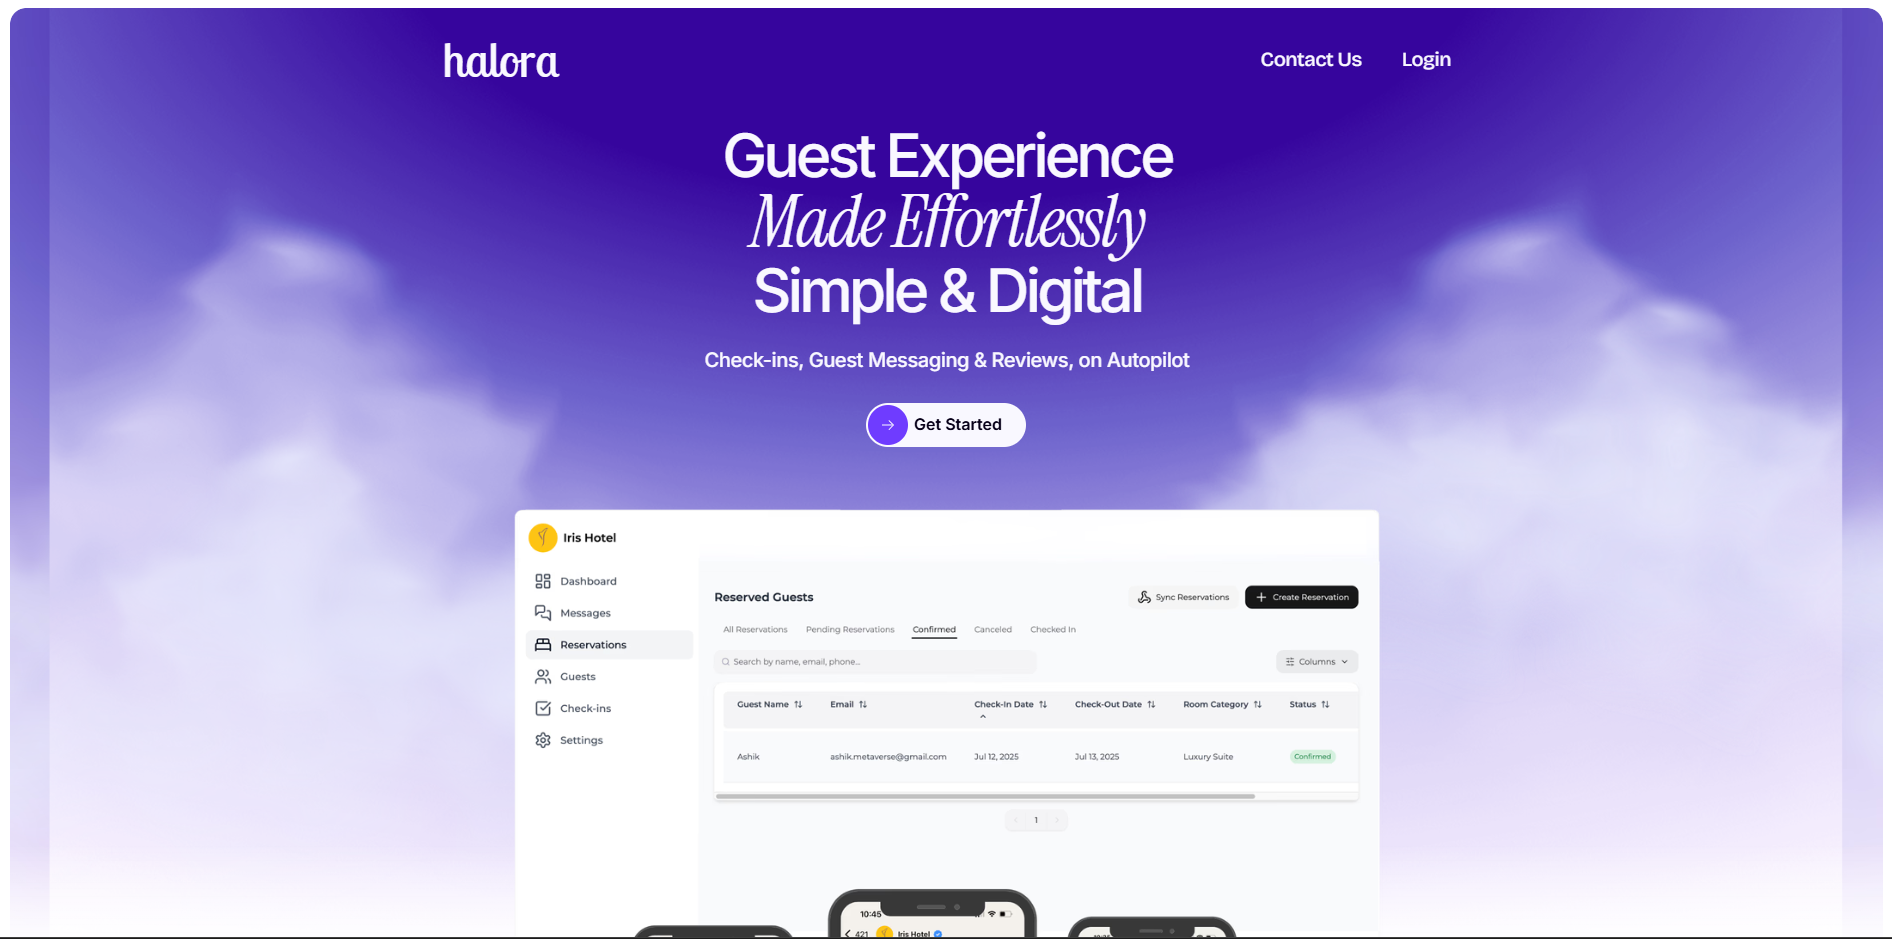 halora
Contact Us
Login
Guest Experience
Made Effortlessly
Simple & Digital
Check-ins, Guest Messaging & Reviews, on Autopilot
Get Started
Iris Hotel
Dashboard
Messages
Reservations
Guests
Check-ins
Settings
Reserved Guests
Sync Reservations
Create Reservation
All Reservations
Pending Reservations
Confirmed
Canceled
Checked In
Search by name, email, phone...
Columns
Guest Name
Email
Check-In Date
Check-Out Date
Room Category
Status
Ashik
ashik.metaverse@gmail.com
Jul 12, 2025
Jul 13, 2025
Luxury Suite
Confirmed
1
10:45
421
Iris Hotel